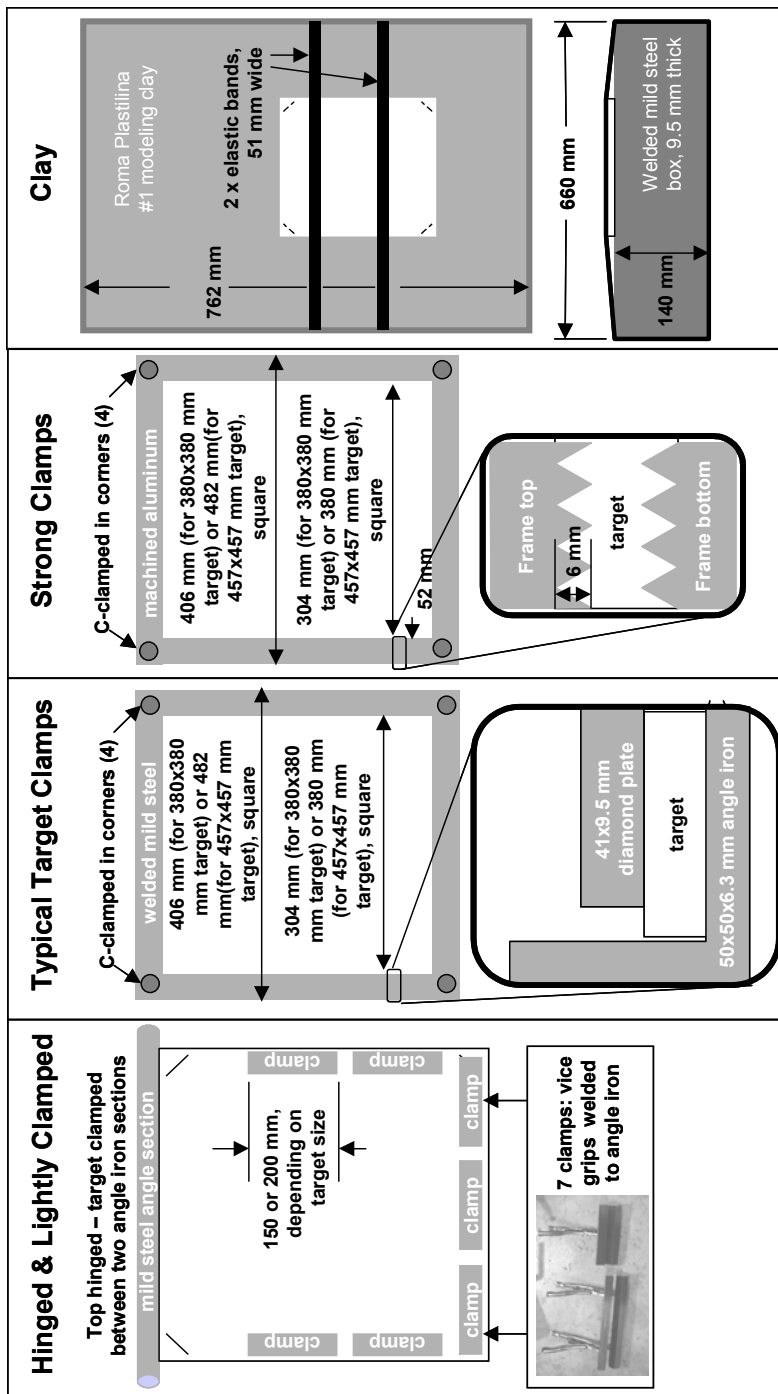 Hinged & Lightly Clamped
Top hinged – target clamped
between two angle iron sections
mild steel angle section
clamp
clamp
clamp
clamp
150 or 200 mm,
depending on
target size
clamp
clamp
clamp
7 clamps: vice
grips welded
to angle iron
Typical Target Clamps
C-clamped in corners (4)
welded mild steel
406 mm (for 380x380
mm target) or 482
mm(for 457x457 mm
target), square
304 mm (for 380x380
mm target) or 380 mm
(for 457x457 mm
target), square
41x9.5 mm
diamond plate
target
50x50x6.3 mm angle iron
Strong Clamps
C-clamped in corners (4)
machined aluminum
406 mm (for 380x380 mm
target) or 482 mm(for
457x457 mm target),
square
304 mm (for 380x380 mm
target) or 380 mm (for
457x457 mm target),
square
52 mm
Frame top
6 mm
target
Frame bottom
Clay
Roma Plastilina
#1 modeling clay
2 x elastic bands,
51 mm wide
762 mm
660 mm
Welded mild steel
box, 9.5 mm thick
140 mm